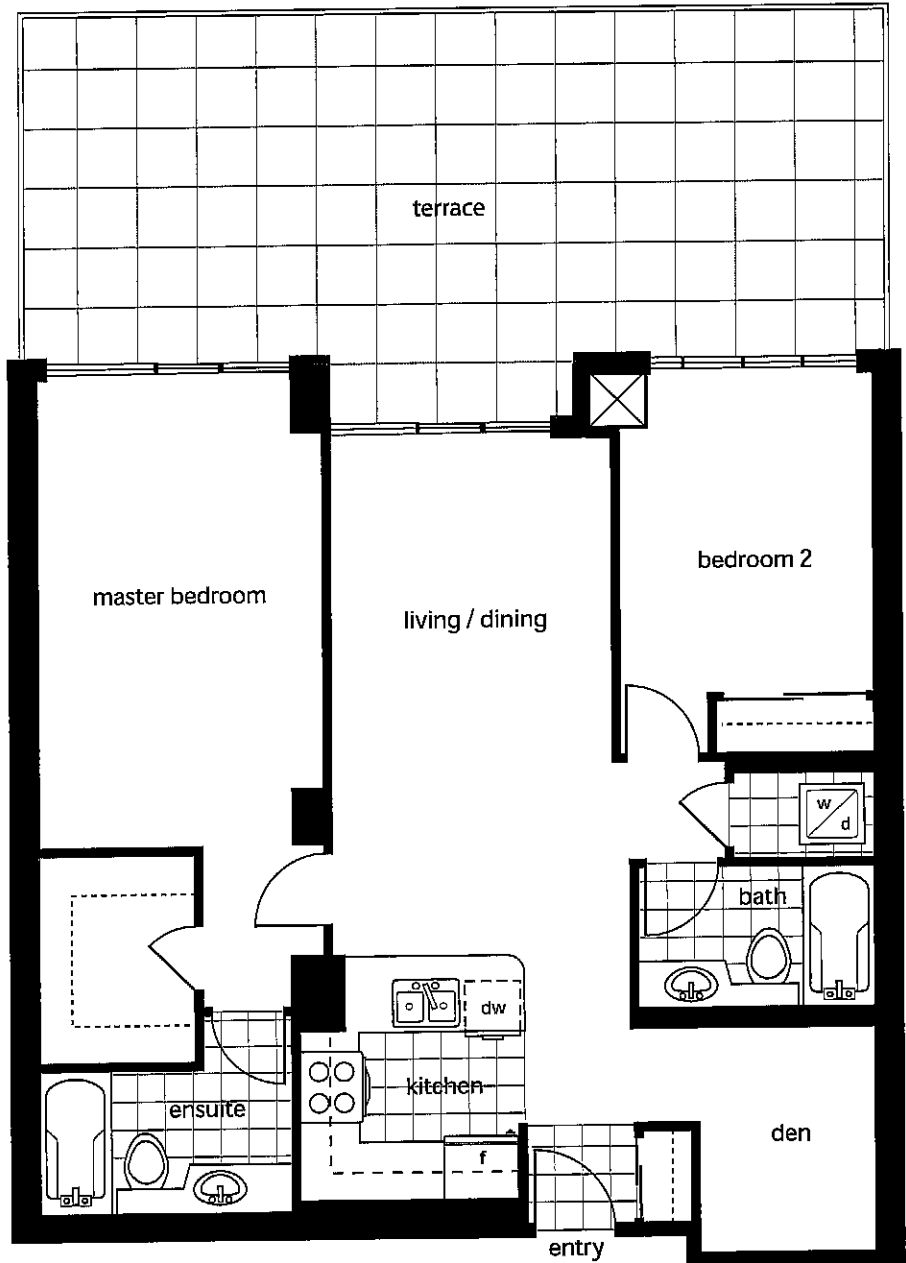 terrace
bedroom 2
master bedroom
living / dining
w
d
bath
dw
kitchen
ensuite
den
f
entry